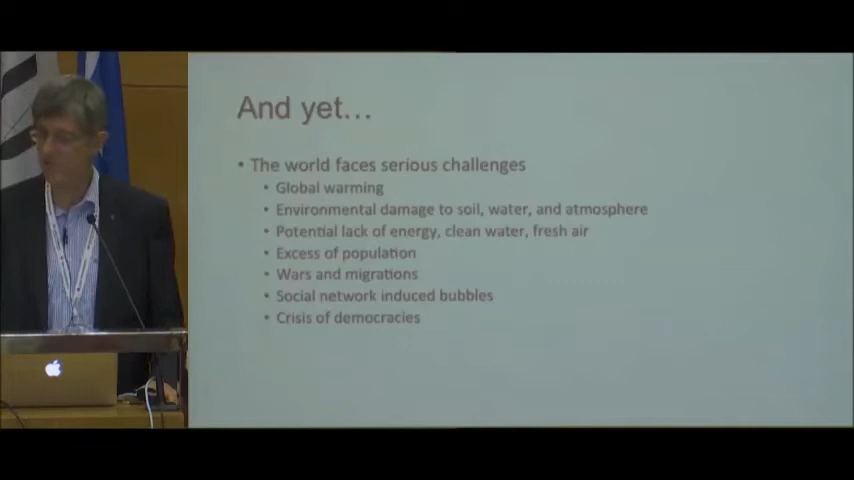 And yet…
• The world faces serious challenges
• Global warming
• Environmental damage to soil, water, and atmosphere
• Potential lack of energy, clean water, fresh air
• Excess of population
• Wars and migrations
• Social network induced bubbles
• Crisis of democracies